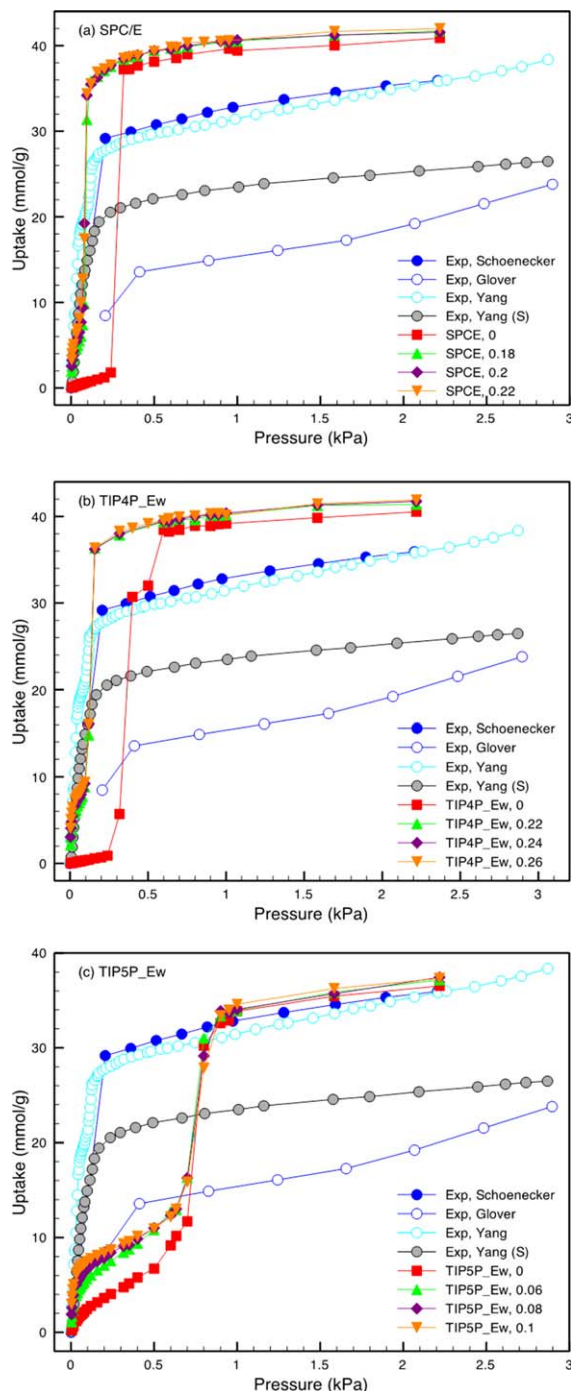 (a) SPC/E
40
30
20
10
0
Uptake (mmol/g)
Exp, Schoenecker
Exp, Glover
Exp, Yang
Exp, Yang (S)
SPCE, 0
SPCE, 0.18
SPCE, 0.2
SPCE, 0.22
0 0.5 1 1.5 2 2.5 3
Pressure (kPa)
(b) TIP4P_Ew
40
30
20
10
0
Uptake (mmol/g)
Exp, Schoenecker
Exp, Glover
Exp, Yang
Exp, Yang (S)
TIP4P_Ew, 0
TIP4P_Ew, 0.22
TIP4P_Ew, 0.24
TIP4P_Ew, 0.26
0 0.5 1 1.5 2 2.5 3
Pressure (kPa)
40
(c) TIP5P_Ew
30
20
10
0
Uptake (mmol/g)
Exp, Schoenecker
Exp, Glover
Exp, Yang
Exp, Yang (S)
TIP5P_Ew, 0
TIP5P_Ew, 0.06
TIP5P_Ew, 0.08
TIP5P_Ew, 0.1
0 0.5 1 1.5 2 2.5 3
Pressure (kPa)